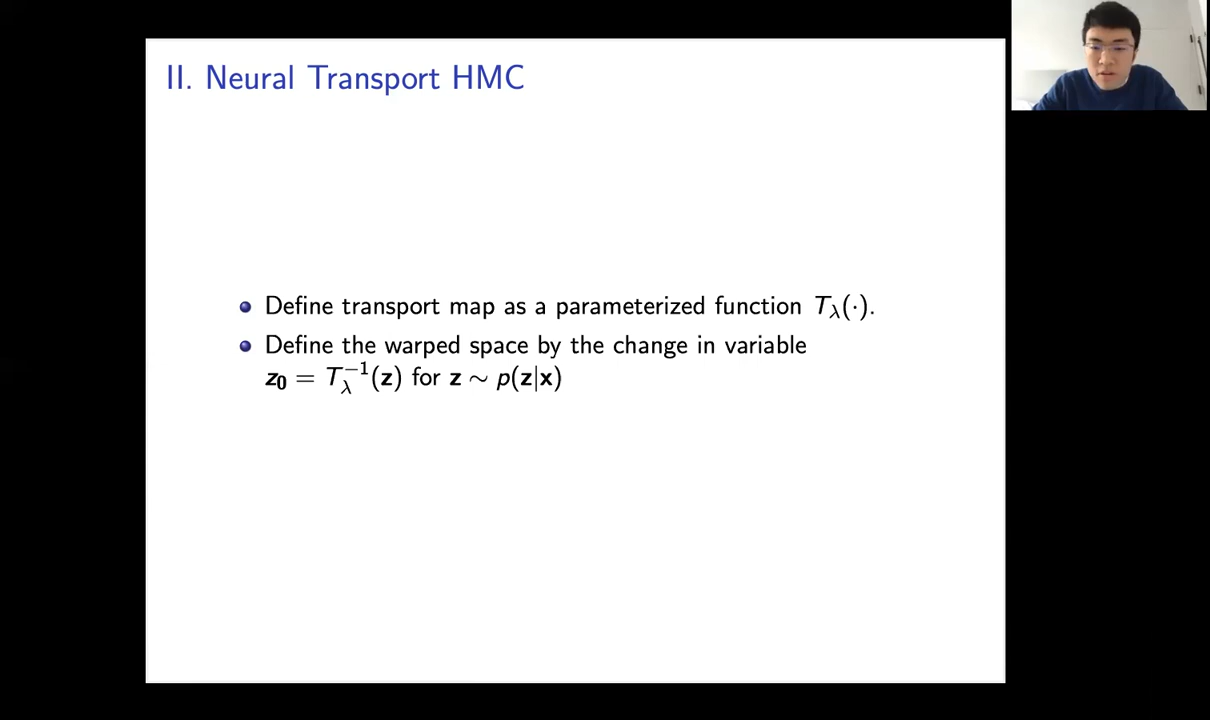 II. Neural Transport HMC
Define transport map as a parameterized function T_λ(·).
Define the warped space by the change in variable
z₀ = T_λ⁻¹(z) for z ∼ p(z|x)